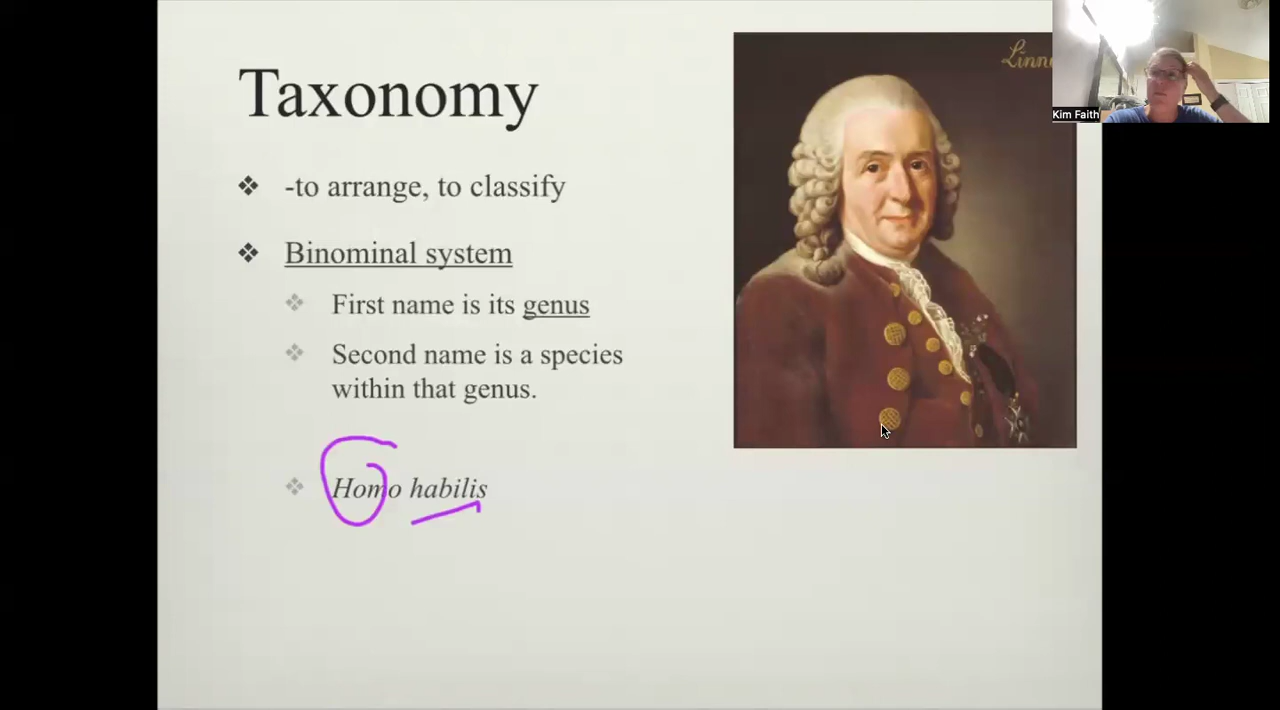 Taxonomy
-to arrange, to classify
Binominal system
First name is its genus
Second name is a species
within that genus.
Homo habilis
Kim Faith